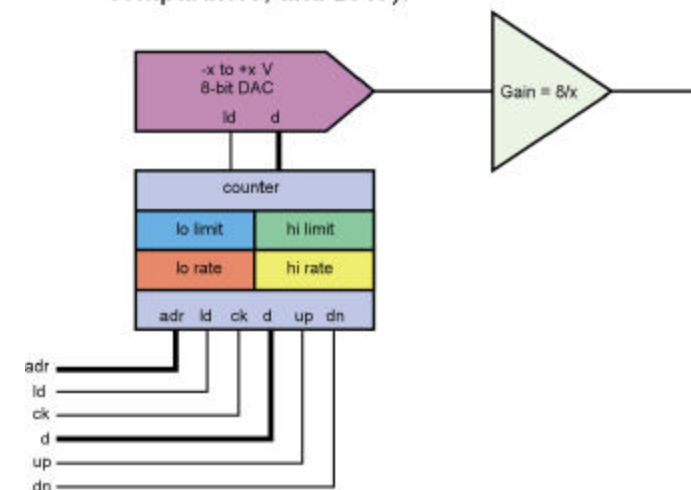 -x to +x V
8-bit DAC
ld d
Gain = 8/x
counter
lo limit hi limit
lo rate hi rate
adr ld ck d up dn
adr
ld
ck
d
up
dn